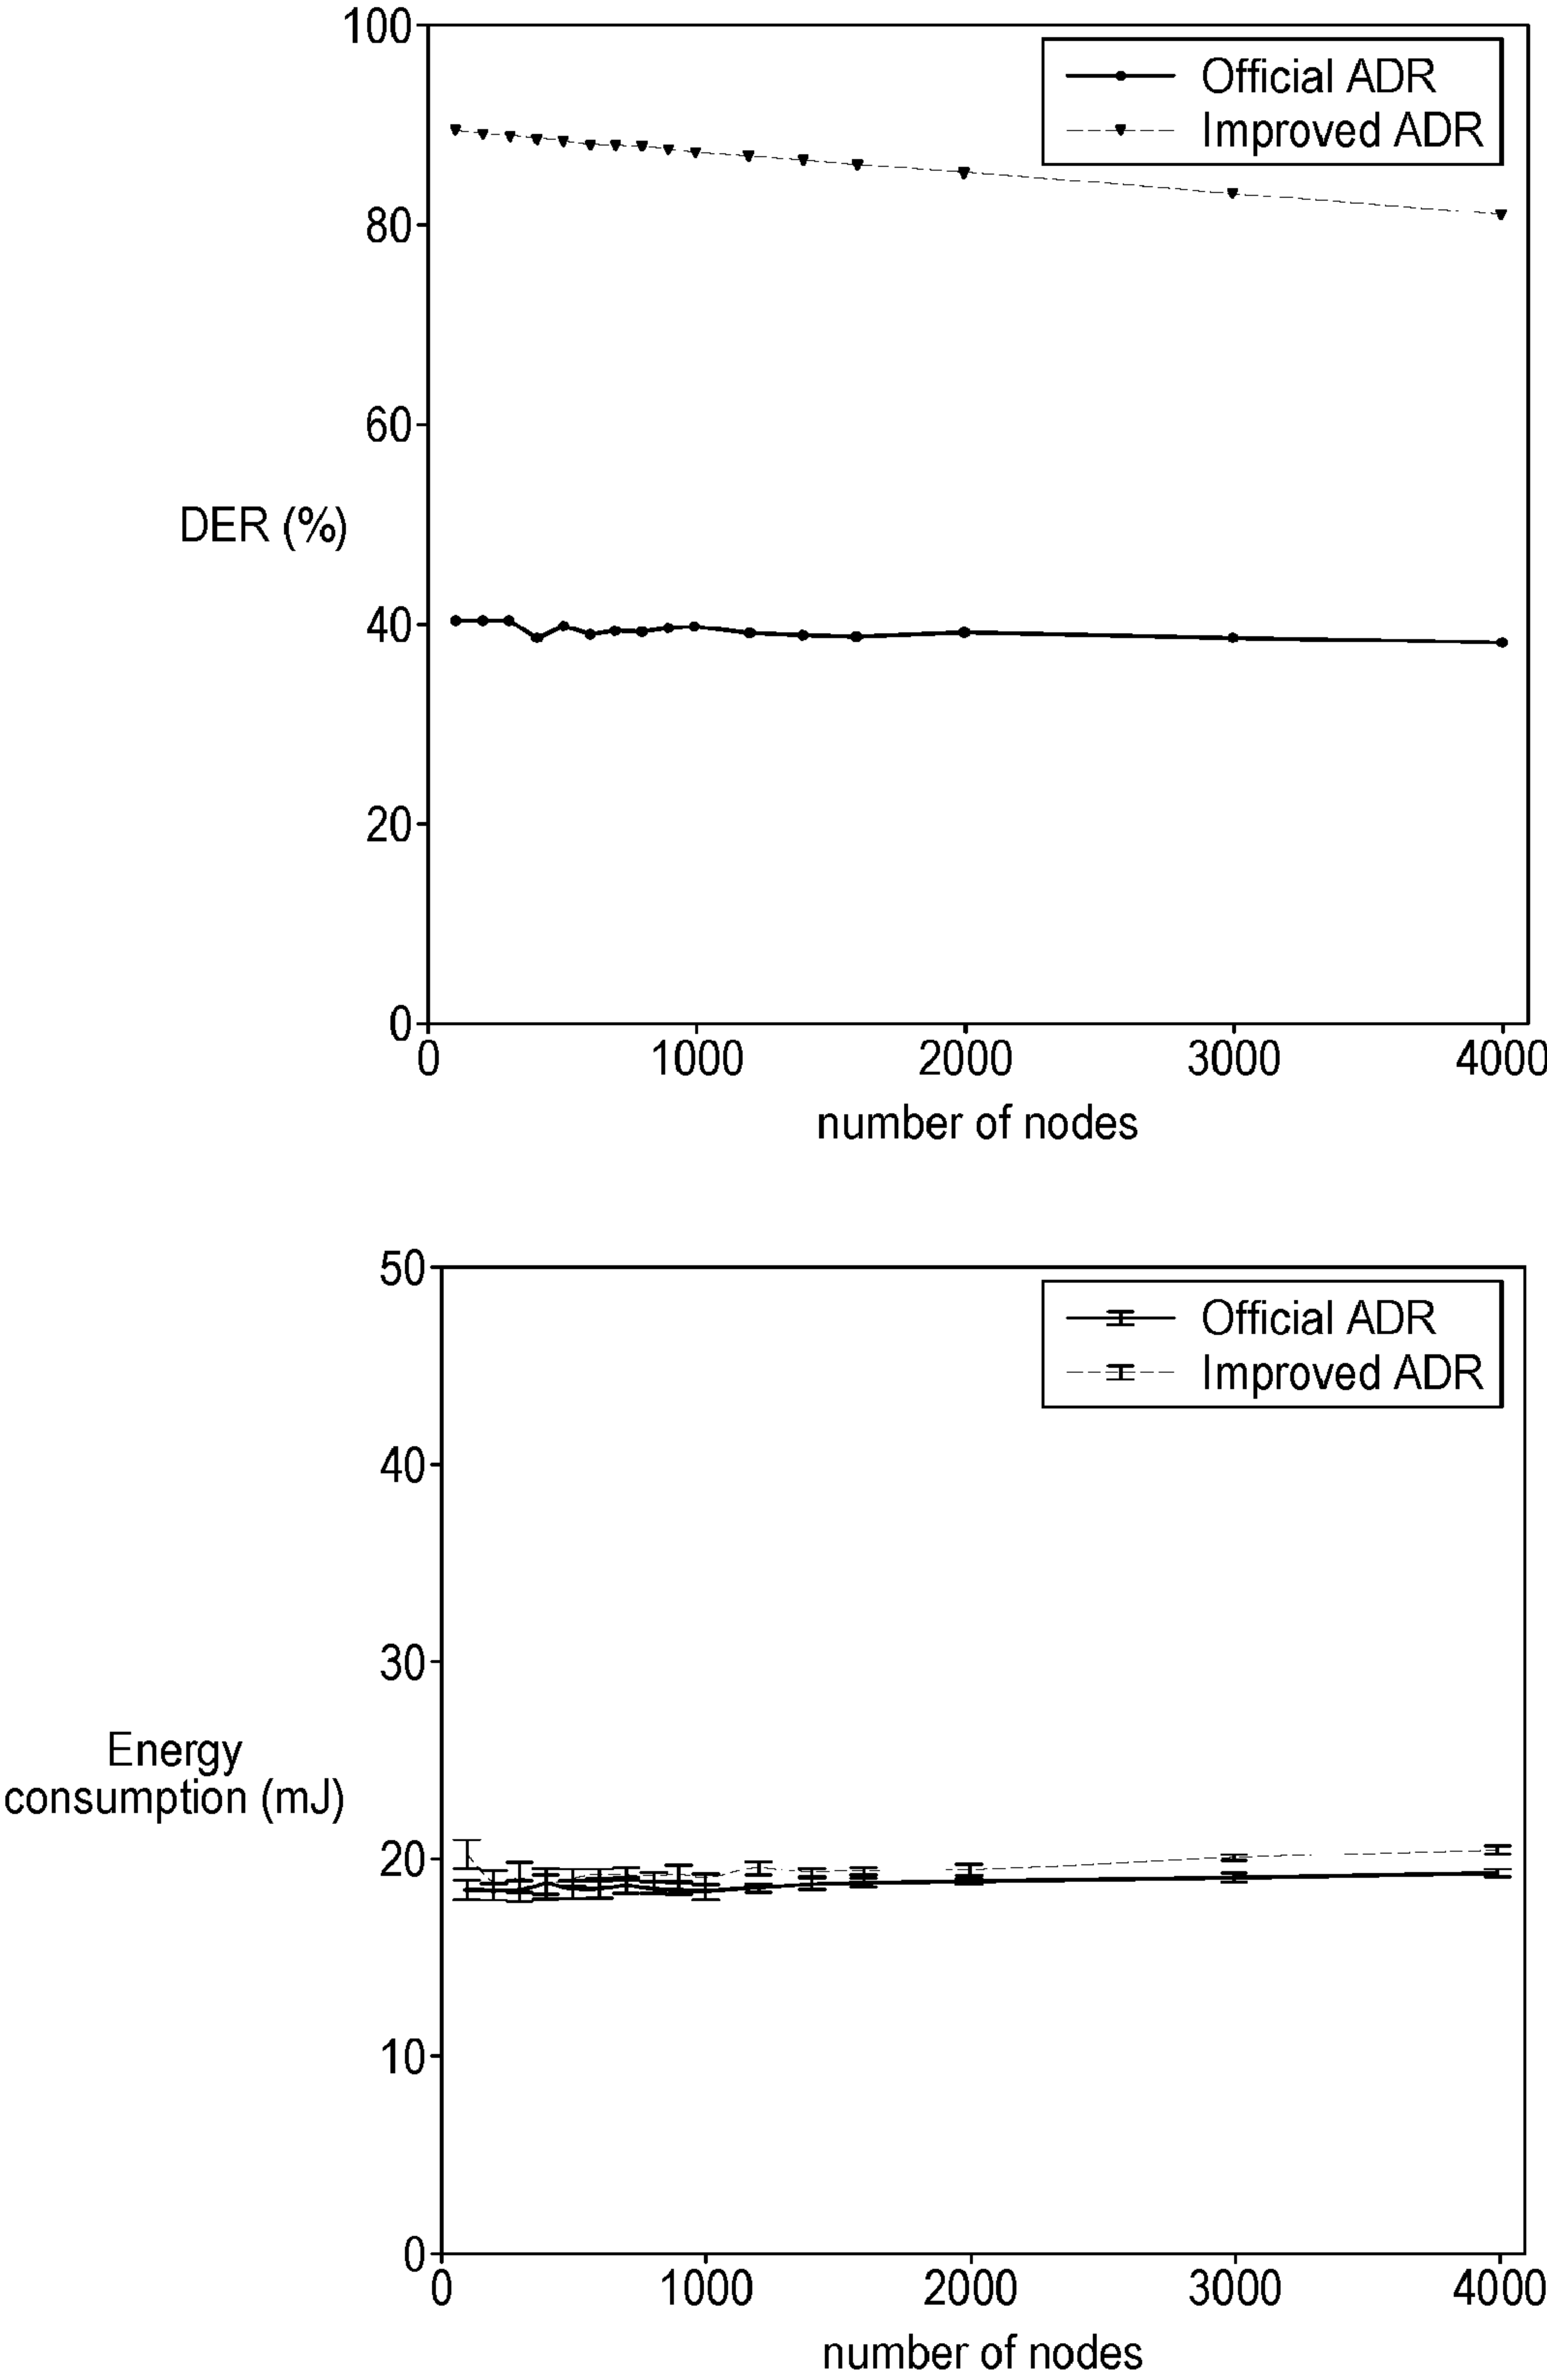 100
Official ADR
Improved ADR
80
60
DER (%)
40
20
0
0 1000 2000 3000 4000
number of nodes
50
Official ADR
Improved ADR
40
30
Energy
consumption (mJ)
20
10
0
0 1000 2000 3000 4000
number of nodes